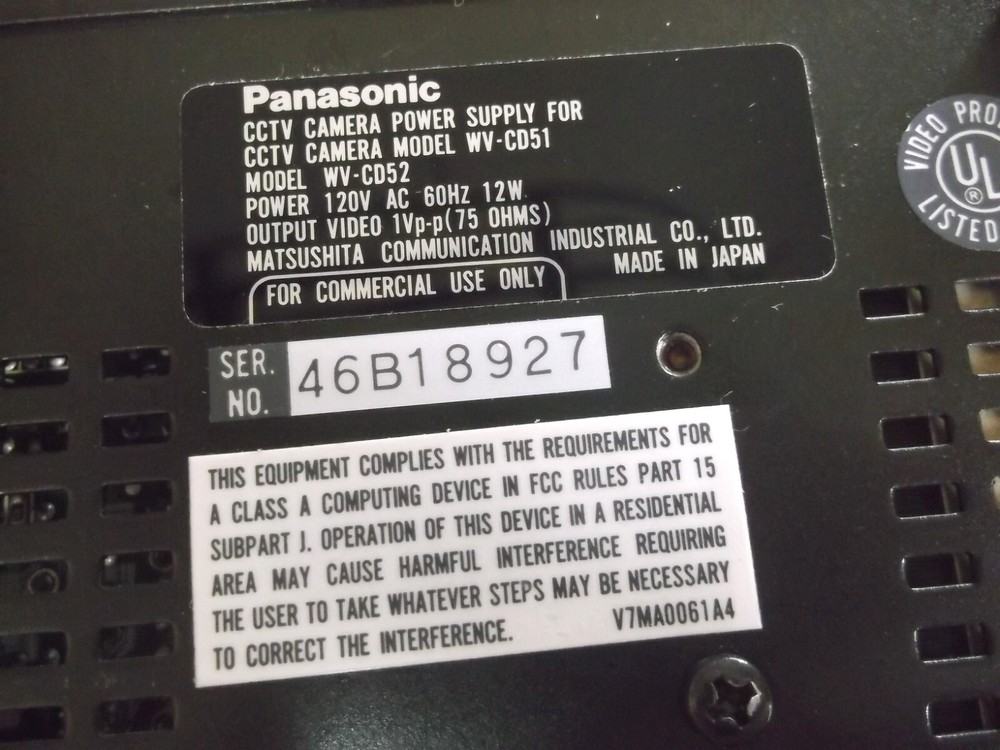 Panasonic
CCTV CAMERA POWER SUPPLY FOR
CCTV CAMERA MODEL WV-CD51
MODEL WV-CD52
POWER 120V AC 60Hz 12W
OUTPUT VIDEO 1Vp-p(75 OHMS)
MATSUSHITA COMMUNICATION INDUSTRIAL CO., LTD.
MADE IN JAPAN
FOR COMMERCIAL USE ONLY
VIDEO PRO
UL
®
LISTED
SER. NO. 46B18927
THIS EQUIPMENT COMPLIES WITH THE REQUIREMENTS FOR
A CLASS A COMPUTING DEVICE IN FCC RULES PART 15
SUBPART J. OPERATION OF THIS DEVICE IN A RESIDENTIAL
AREA MAY CAUSE HARMFUL INTERFERENCE REQUIRING
THE USER TO TAKE WHATEVER STEPS MAY BE NECESSARY
TO CORRECT THE INTERFERENCE.
V7MA0061A4